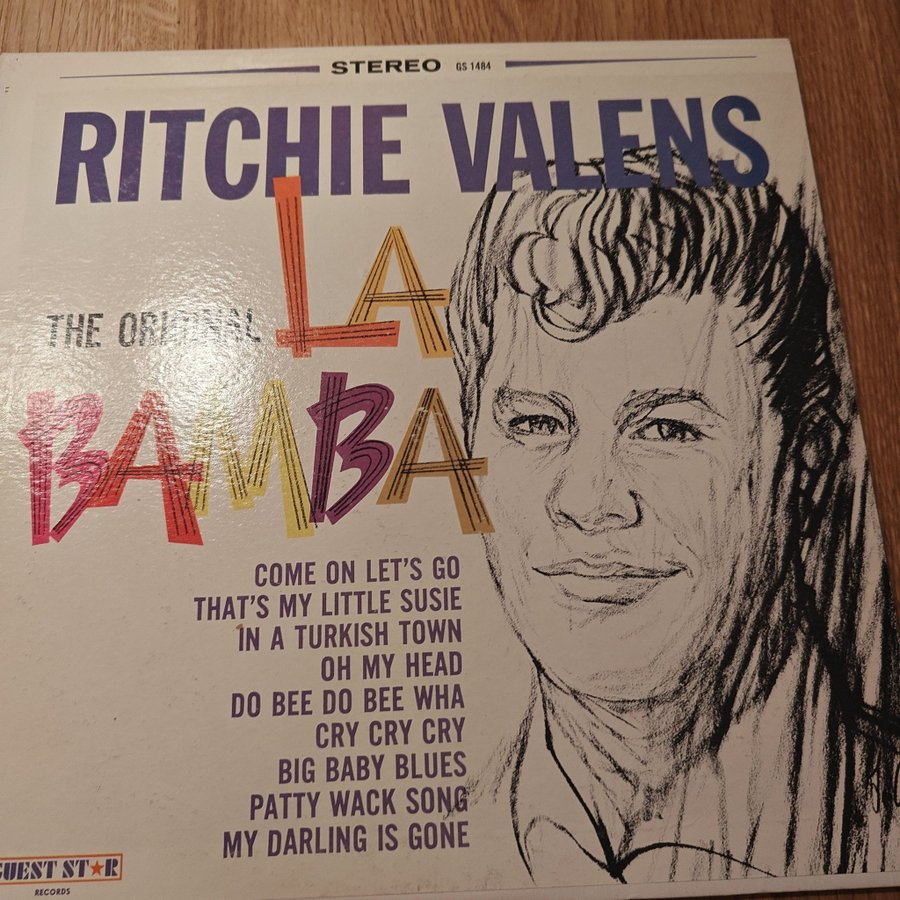 STEREO GS 1484
RITCHIE VALENS
THE ORIGINAL LA
BAMBA
COME ON LET'S GO
THAT'S MY LITTLE SUSIE
IN A TURKISH TOWN
OH MY HEAD
DO BEE DO BEE WHA
CRY CRY CRY
BIG BABY BLUES
PATTY WACK SONG
MY DARLING IS GONE
GUEST STAR
RECORDS